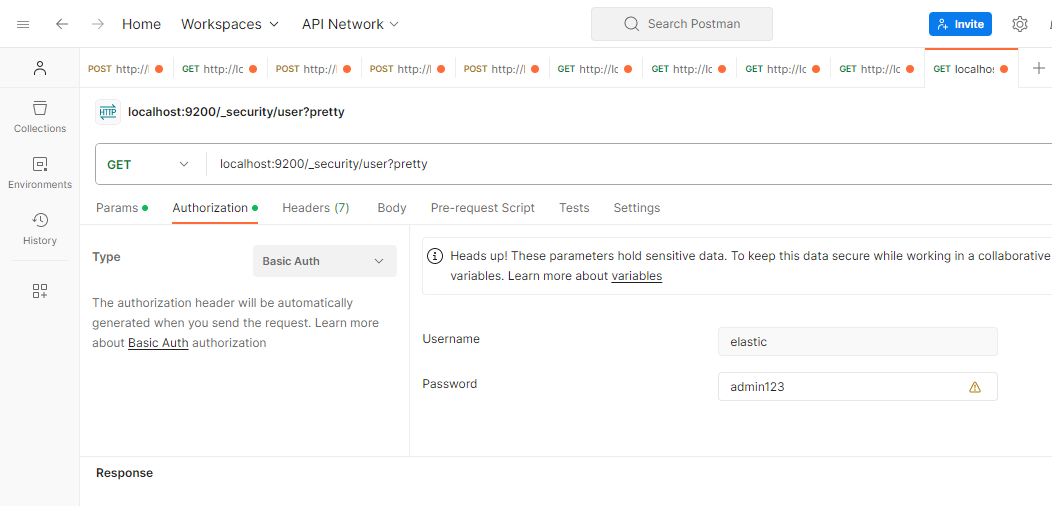 Home Workspaces API Network Search Postman Invite
POST http://l GET http://lc POST http://l POST http://l POST http://l GET http://lc GET http://lc GET http://lc GET http://lc GET localhos
HTTP localhost:9200/_security/user?pretty
Collections
GET localhost:9200/_security/user?pretty
Environments
Params Authorization Headers (7) Body Pre-request Script Tests Settings
History
Type Basic Auth
Heads up! These parameters hold sensitive data. To keep this data secure while working in a collaborative
variables. Learn more about variables
The authorization header will be automatically
generated when you send the request. Learn more
about Basic Auth authorization
Username elastic
Password admin123
Response